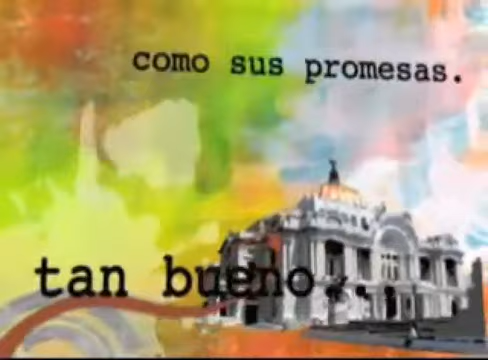 como sus promesas.
tan bueno